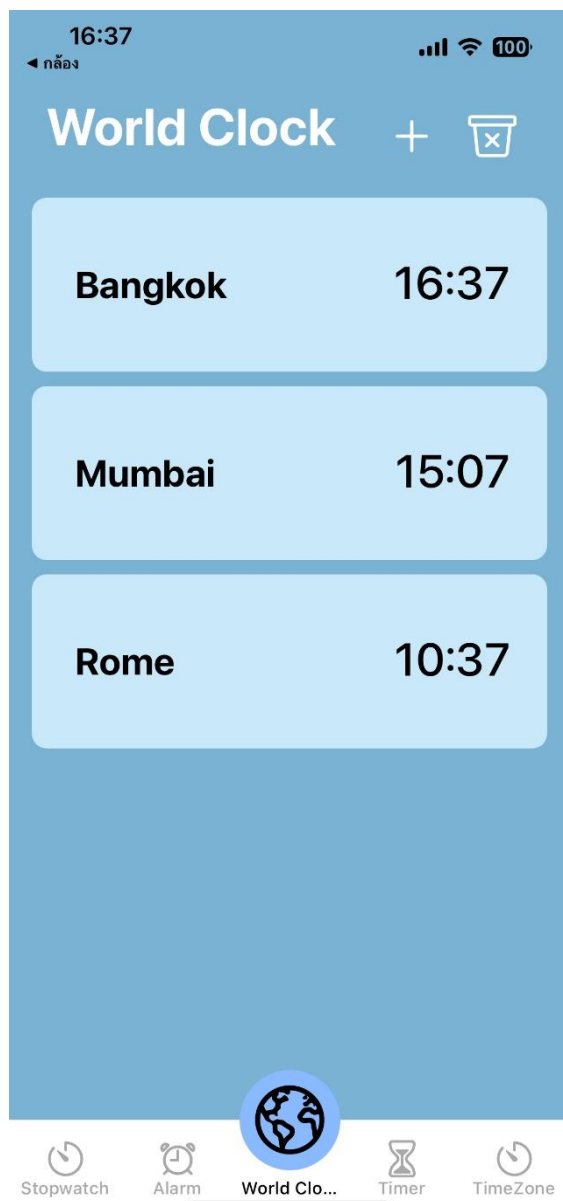 16:37
100
◀ กล้อง
World Clock
Bangkok 16:37
Mumbai 15:07
Rome 10:37
Stopwatch Alarm World Clo... Timer TimeZone